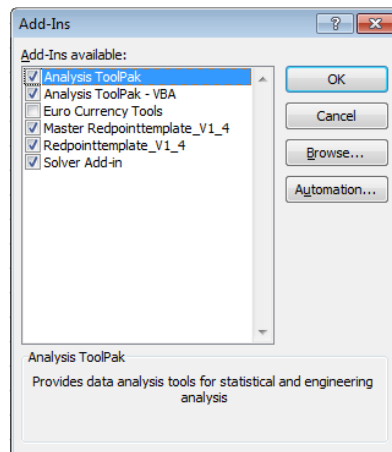 Add-Ins
Add-Ins available:
Analysis ToolPak
Analysis ToolPak - VBA
Euro Currency Tools
Master Redpointtemplate_V1_4
Redpointtemplate_V1_4
Solver Add-in
OK
Cancel
Browse...
Automation...
Analysis ToolPak
Provides data analysis tools for statistical and engineering
analysis